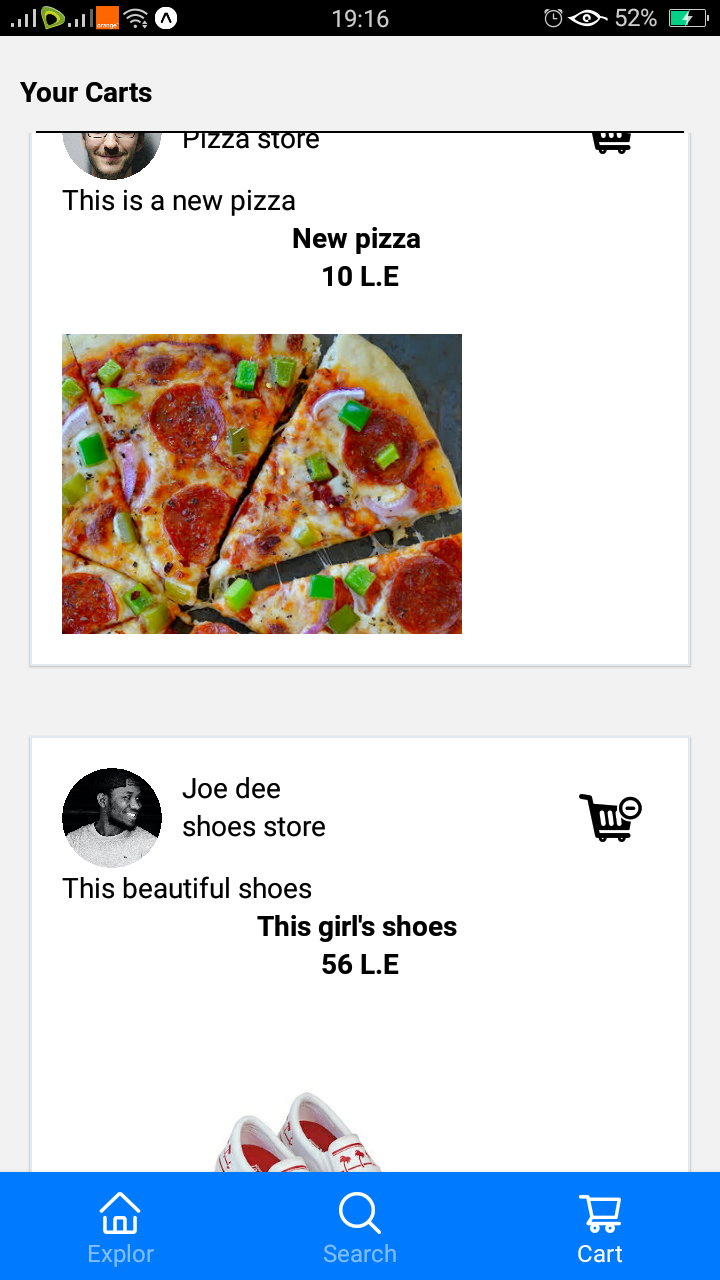 19:16
52%
orange
Your Carts
Pizza store
This is a new pizza
New pizza
10 L.E
Joe dee
shoes store
This beautiful shoes
This girl's shoes
56 L.E
Explor
Search
Cart